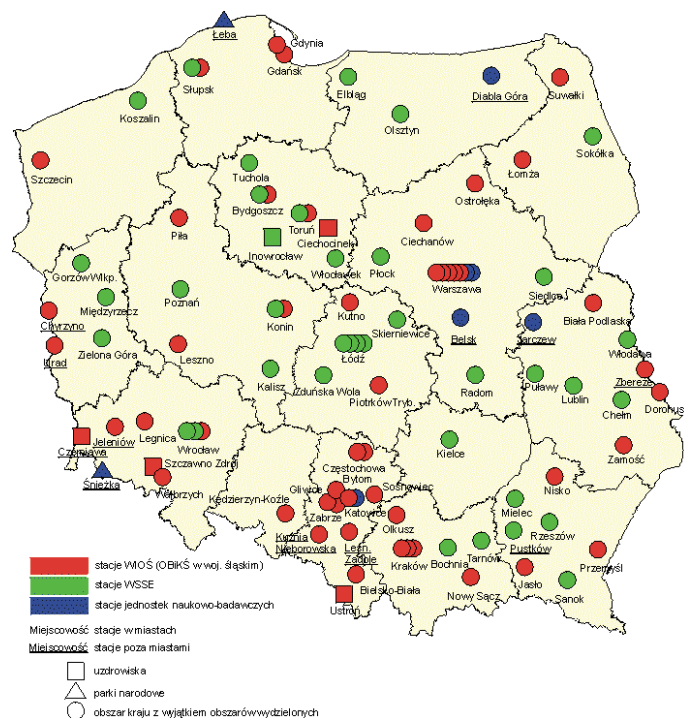 Łeba
Gdynia
Gdańsk
Słupsk
Koszalin
Elbląg
Diabla Góra
Suwałki
Olsztyn
Sokółka
Szczecin
Łomża
Tuchola
Bydgoszcz
Ostrołęka
Toruń
Piła
Ciechocinek
Ciechanów
Inowrocław
Włocławek
Płock
Gorzów Wlkp.
Warszawa
Siedlce
Międzyrzecz
Poznań
Konin
Kutno
Biała Podlaska
Chyrzyno
Skierniewice
Belsk
Jarczew
Zielona Góra
Łódź
Włodawa
Leszno
Kalisz
Zduńska Wola
Radom
Puławy
Zbereże
Lublin
Piotrków Tryb.
Chełm
Dorohusk
Jeleniów
Legnica
Wrocław
Czerniawa
Szczawno Zdrój
Kielce
Zamość
Śnieżka
Wałbrzych
Częstochowa
Bytom
Sosnowiec
Gliwice
Kędzierzyn-Koźle
Zabrze
Katowice
Nisko
Mielec
Olkusz
Rzeszów
Kuźnia
Nieborowska
Leśn.
Zadole
Kraków
Bochnia
Tarnów
Pustków
Przemyśl
Bielsko-Biała
Nowy Sącz
Jasło
Sanok
Ustroń
stacje WIOŚ (OBiKŚ w woj. śląskim)
stacje WSSE
stacje jednostek naukowo-badawczych
Miejscowość stacje w miastach
Miejscowość stacje poza miastami
uzdrowiska
parki narodowe
obszar kraju z wyjątkiem obszarów wydzielonych